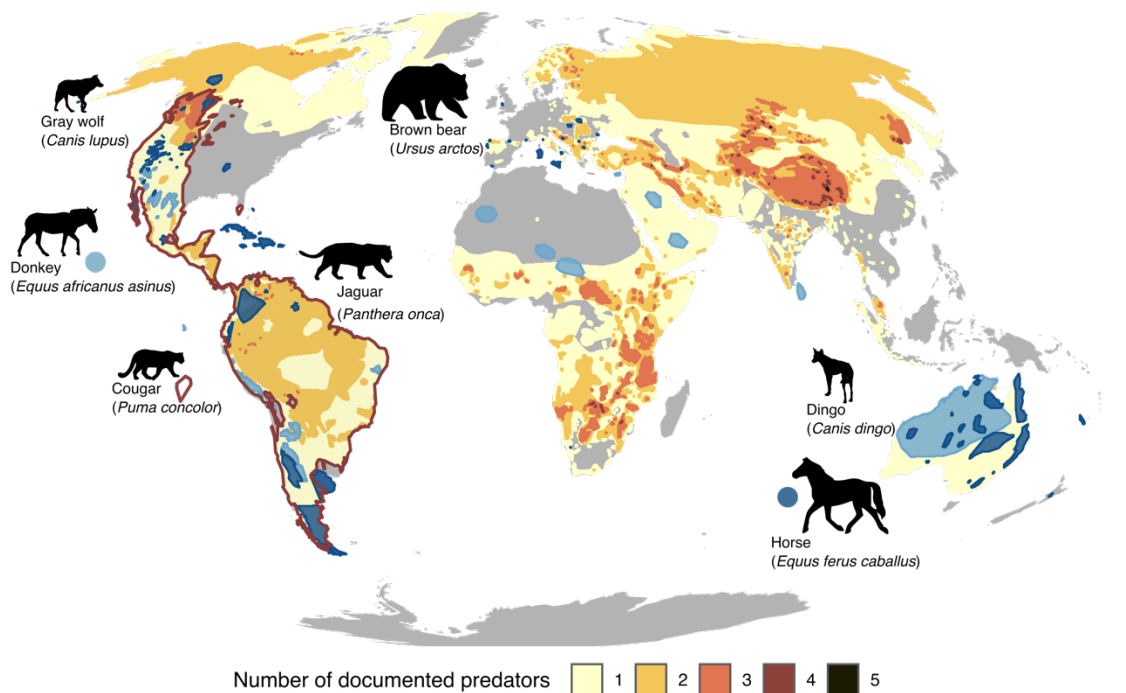 Gray wolf
(Canis lupus)
Brown bear
(Ursus arctos)
Donkey
(Equus africanus asinus)
Jaguar
(Panthera onca)
Cougar
(Puma concolor)
Dingo
(Canis dingo)
Horse
(Equus ferus caballus)
Number of documented predators 1 2 3 4 5